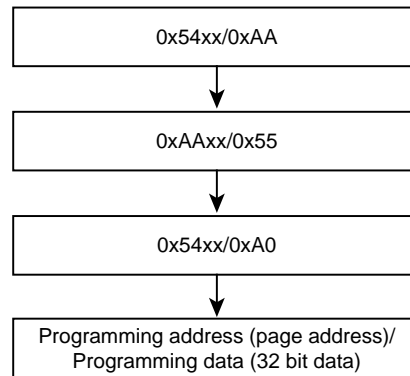 0x54xx/0xAA
0xAAxx/0x55
0x54xx/0xA0
Programming address (page address)/
Programming data (32 bit data)